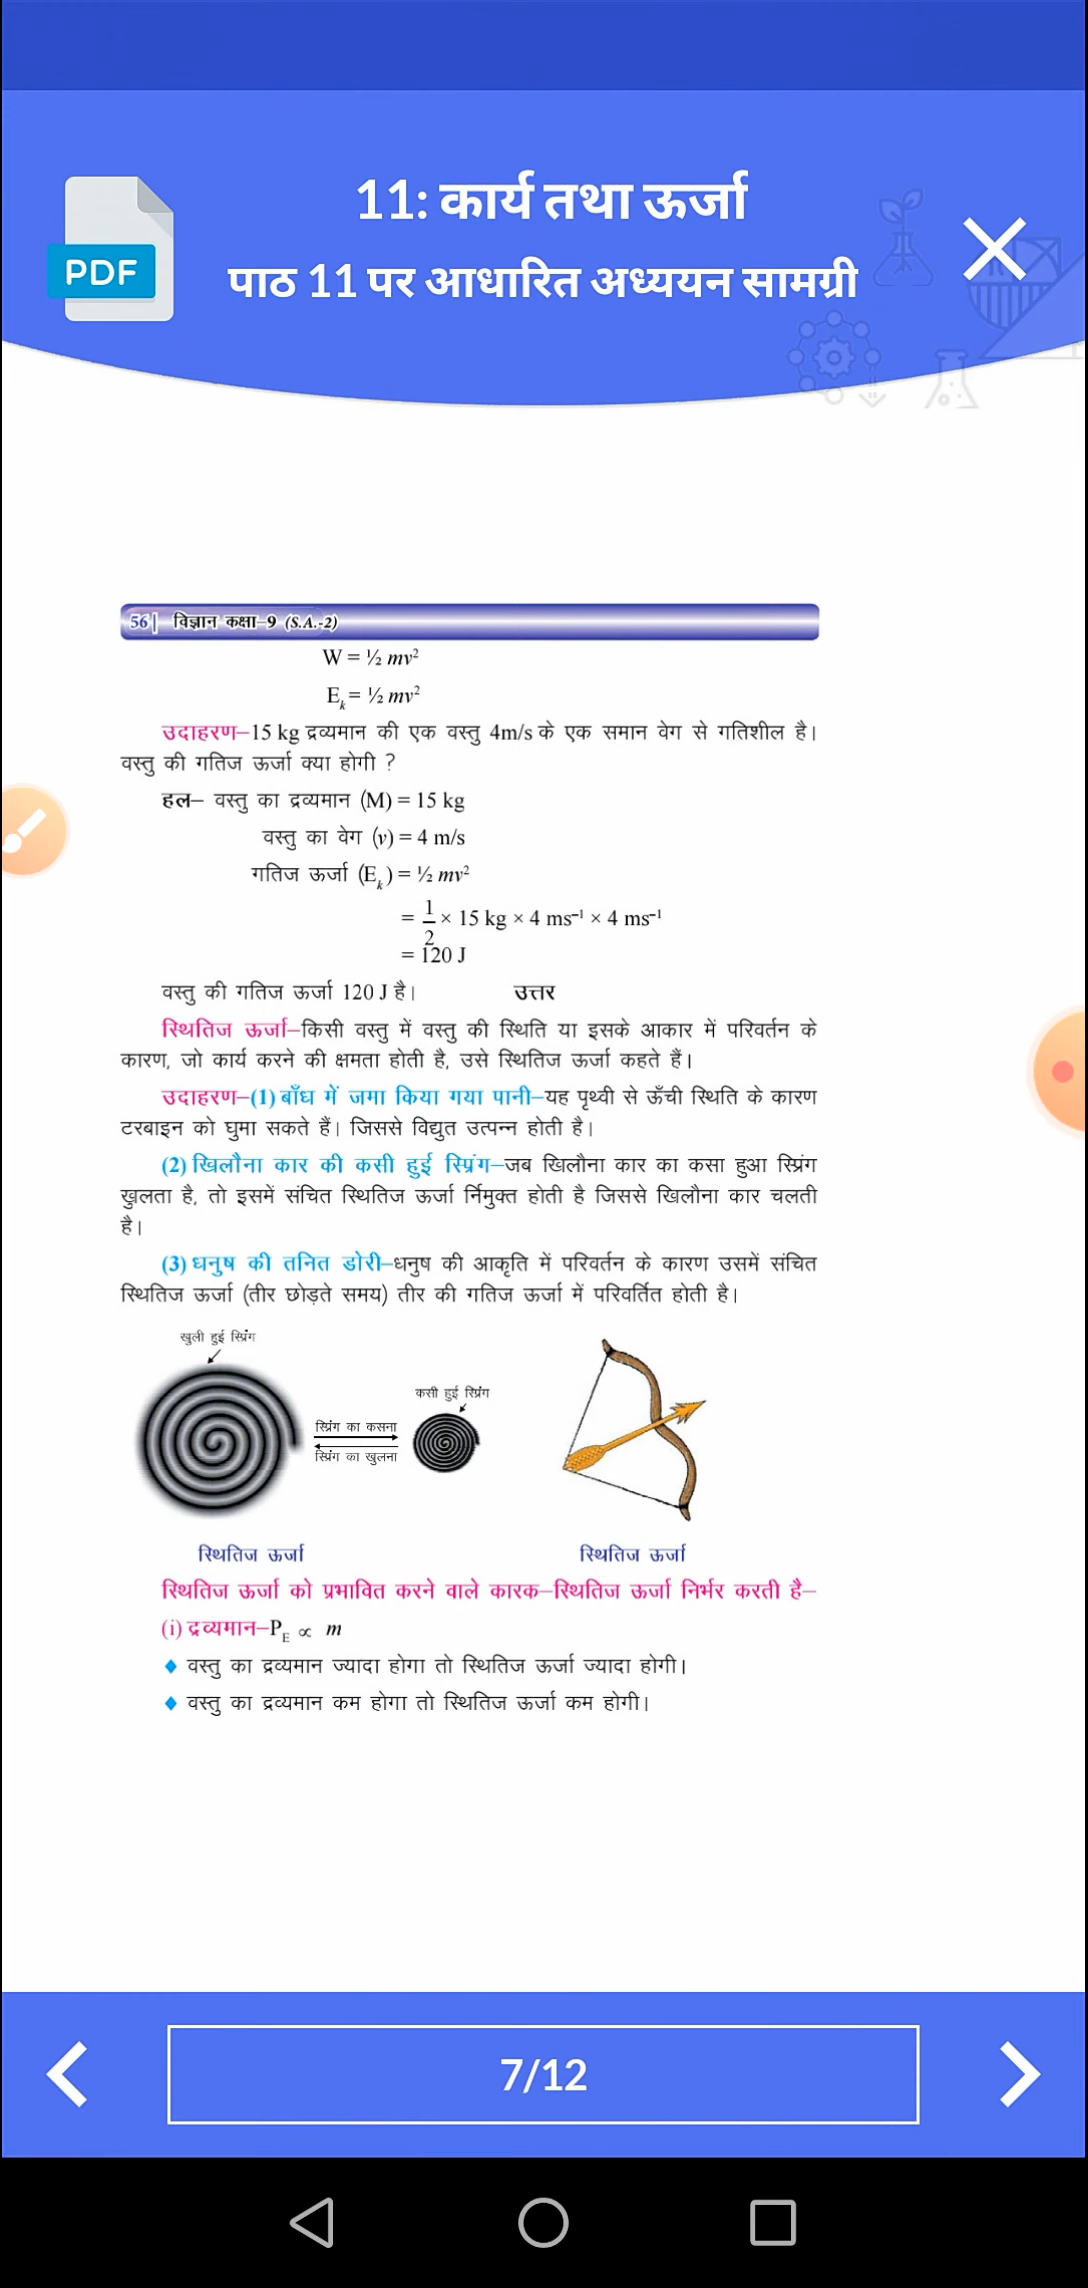 11: कार्य तथा ऊर्जा
PDF
पाठ 11 पर आधारित अध्ययन सामग्री
56| विज्ञान कक्षा–9 (S.A.-2)
W = ½ mv²
Eₖ = ½ mv²
उदाहरण–15 kg द्रव्यमान की एक वस्तु 4m/s के एक समान वेग से गतिशील है।
वस्तु की गतिज ऊर्जा क्या होगी ?
हल– वस्तु का द्रव्यमान (M) = 15 kg
वस्तु का वेग (v) = 4 m/s
गतिज ऊर्जा (Eₖ) = ½ mv²
= 1/2 × 15 kg × 4 ms⁻¹ × 4 ms⁻¹
= 120 J
वस्तु की गतिज ऊर्जा 120 J है। उत्तर
स्थितिज ऊर्जा–किसी वस्तु में वस्तु की स्थिति या इसके आकार में परिवर्तन के
कारण, जो कार्य करने की क्षमता होती है, उसे स्थितिज ऊर्जा कहते हैं।
उदाहरण–(1) बाँध में जमा किया गया पानी–यह पृथ्वी से ऊँची स्थिति के कारण
टरबाइन को घुमा सकते हैं। जिससे विद्युत उत्पन्न होती है।
(2) खिलौना कार की कसी हुई स्प्रिंग–जब खिलौना कार का कसा हुआ स्प्रिंग
खुलता है, तो इसमें संचित स्थितिज ऊर्जा र्निमुक्त होती है जिससे खिलौना कार चलती
है।
(3) धनुष की तनित डोरी–धनुष की आकृति में परिवर्तन के कारण उसमें संचित
स्थितिज ऊर्जा (तीर छोड़ते समय) तीर की गतिज ऊर्जा में परिवर्तित होती है।
खुली हुई स्प्रिंग
कसी हुई स्प्रिंग
स्प्रिंग का कसना
स्प्रिंग का खुलना
स्थितिज ऊर्जा स्थितिज ऊर्जा
स्थितिज ऊर्जा को प्रभावित करने वाले कारक–स्थितिज ऊर्जा निर्भर करती है–
(i) द्रव्यमान–P_E ∝ m
♦ वस्तु का द्रव्यमान ज्यादा होगा तो स्थितिज ऊर्जा ज्यादा होगी।
♦ वस्तु का द्रव्यमान कम होगा तो स्थितिज ऊर्जा कम होगी।
7/12